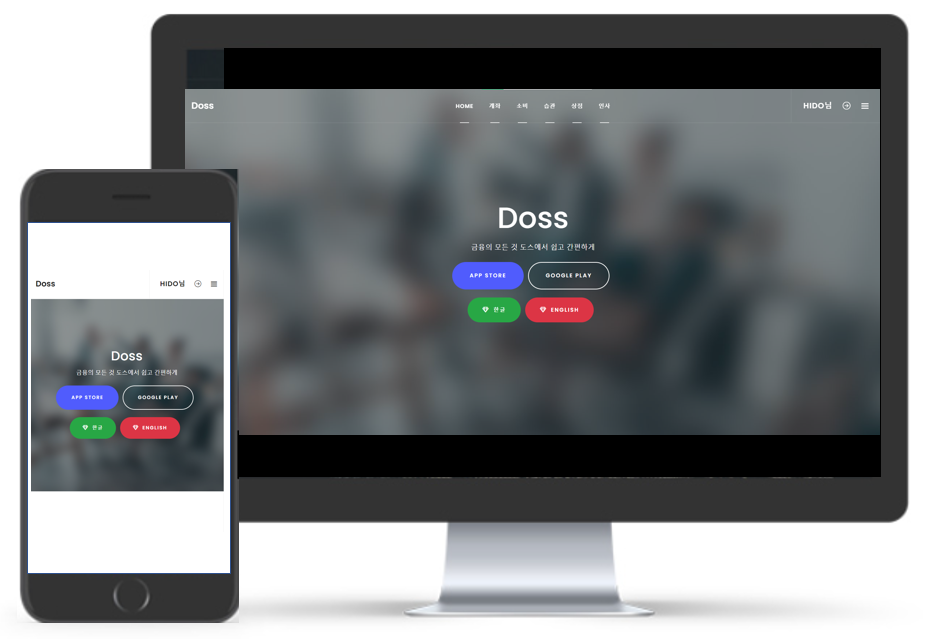 Doss
HOME 계좌 소비 습관 상점 인사
HIDO님
Doss
금융의 모든 것 도스에서 쉽고 간편하게
APP STORE GOOGLE PLAY
한글 ENGLISH
Doss HIDO님
Doss
금융의 모든 것 도스에서 쉽고 간편하게
APP STORE GOOGLE PLAY
한글 ENGLISH